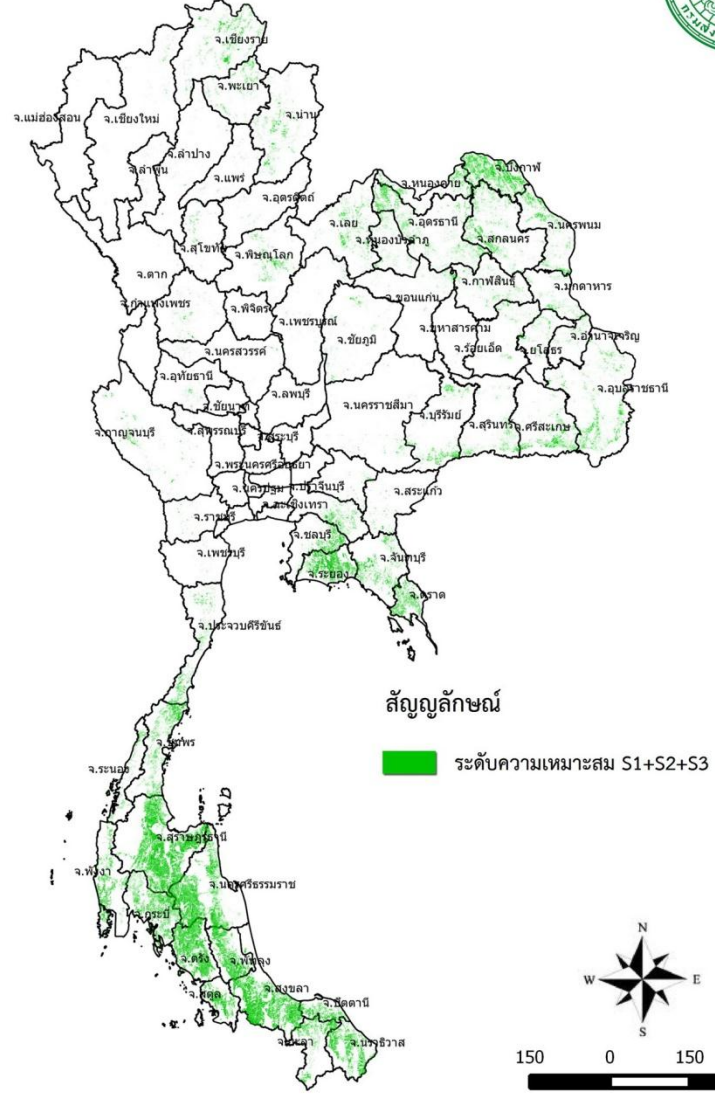 จ.เชียงราย
จ.พะเยา
จ.แม่ฮ่องสอน
จ.เชียงใหม่
จ.น่าน
จ.ลำปาง
จ.ลำพูน
จ.แพร่
จ.บึงกาฬ
จ.หนองคาย
จ.อุตรดิตถ์
จ.เลย
จ.อุดรธานี
จ.นครพนม
จ.หนองบัวลำภู
จ.สกลนคร
จ.สุโขทัย
จ.พิษณุโลก
จ.ตาก
จ.กาฬสินธุ์
จ.มุกดาหาร
จ.ขอนแก่น
จ.กำแพงเพชร
จ.พิจิตร
จ.เพชรบูรณ์
จ.มหาสารคาม
จ.ชัยภูมิ
จ.ร้อยเอ็ด
จ.ยโสธร
จ.อำนาจเจริญ
จ.นครสวรรค์
จ.อุทัยธานี
จ.อุบลราชธานี
จ.ลพบุรี
จ.ชัยนาท
จ.นครราชสีมา
จ.บุรีรัมย์
จ.สุรินทร์
จ.ศรีสะเกษ
จ.กาญจนบุรี
จ.สุพรรณบุรี
จ.สระบุรี
จ.พระนครศรีอยุธยา
จ.นครปฐม
จ.ปราจีนบุรี
จ.สระแก้ว
จ.ฉะเชิงเทรา
จ.ราชบุรี
จ.ชลบุรี
จ.เพชรบุรี
จ.จันทบุรี
จ.ระยอง
จ.ตราด
จ.ประจวบคีรีขันธ์
สัญญลักษณ์
ระดับความเหมาะสม S1+S2+S3
จ.ชุมพร
จ.ระนอง
จ.สุราษฎร์ธานี
จ.พังงา
จ.นครศรีธรรมราช
จ.กระบี่
จ.ตรัง
จ.พัทลุง
จ.สตูล
จ.สงขลา
จ.ปัตตานี
จ.ยะลา
จ.นราธิวาส
N
W E
S
150 0 150